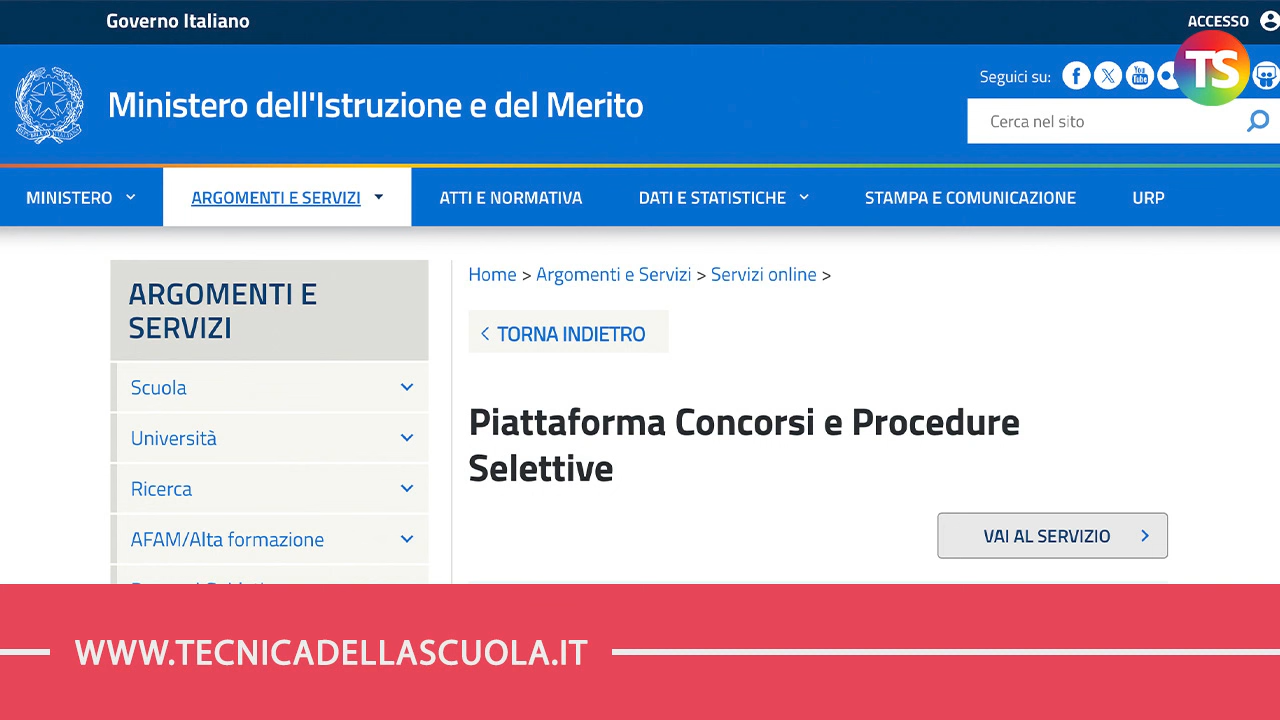 Governo Italiano
ACCESSO
Ministero dell'Istruzione e del Merito
Seguici su:
You Tube
TS
Cerca nel sito
MINISTERO
ARGOMENTI E SERVIZI
ATTI E NORMATIVA
DATI E STATISTICHE
STAMPA E COMUNICAZIONE
URP
ARGOMENTI E
SERVIZI
Scuola
Università
Ricerca
AFAM/Alta formazione
Home > Argomenti e Servizi > Servizi online >
TORNA INDIETRO
Piattaforma Concorsi e Procedure
Selettive
VAI AL SERVIZIO
WWW.TECNICADELLASCUOLA.IT